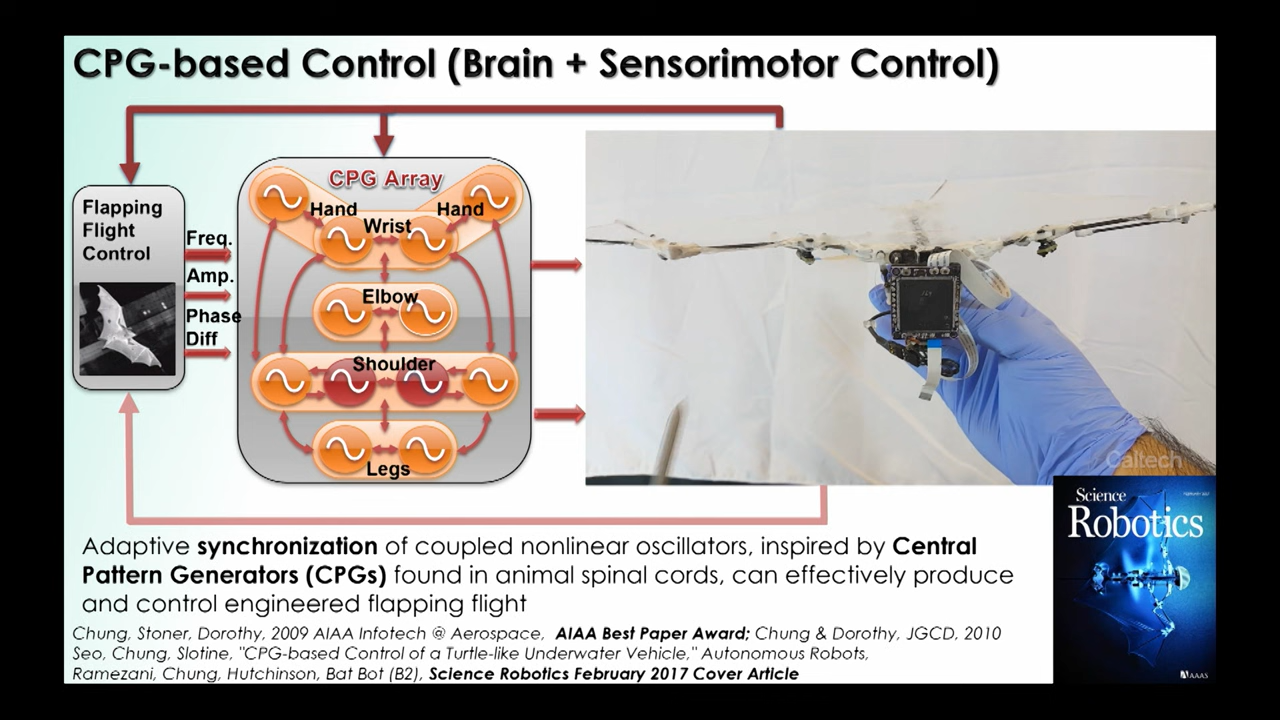 CPG-based Control (Brain + Sensorimotor Control)
Flapping
Flight
Control
Freq.
Amp.
Phase
Diff
CPG Array
Hand
Hand
Wrist
Elbow
Shoulder
Legs
Caltech
Science
Robotics
AAAS
Adaptive synchronization of coupled nonlinear oscillators, inspired by Central
Pattern Generators (CPGs) found in animal spinal cords, can effectively produce
and control engineered flapping flight
Chung, Stoner, Dorothy, 2009 AIAA Infotech @ Aerospace, AIAA Best Paper Award; Chung & Dorothy, JGCD, 2010
Seo, Chung, Slotine, "CPG-based Control of a Turtle-like Underwater Vehicle," Autonomous Robots,
Ramezani, Chung, Hutchinson, Bat Bot (B2), Science Robotics February 2017 Cover Article